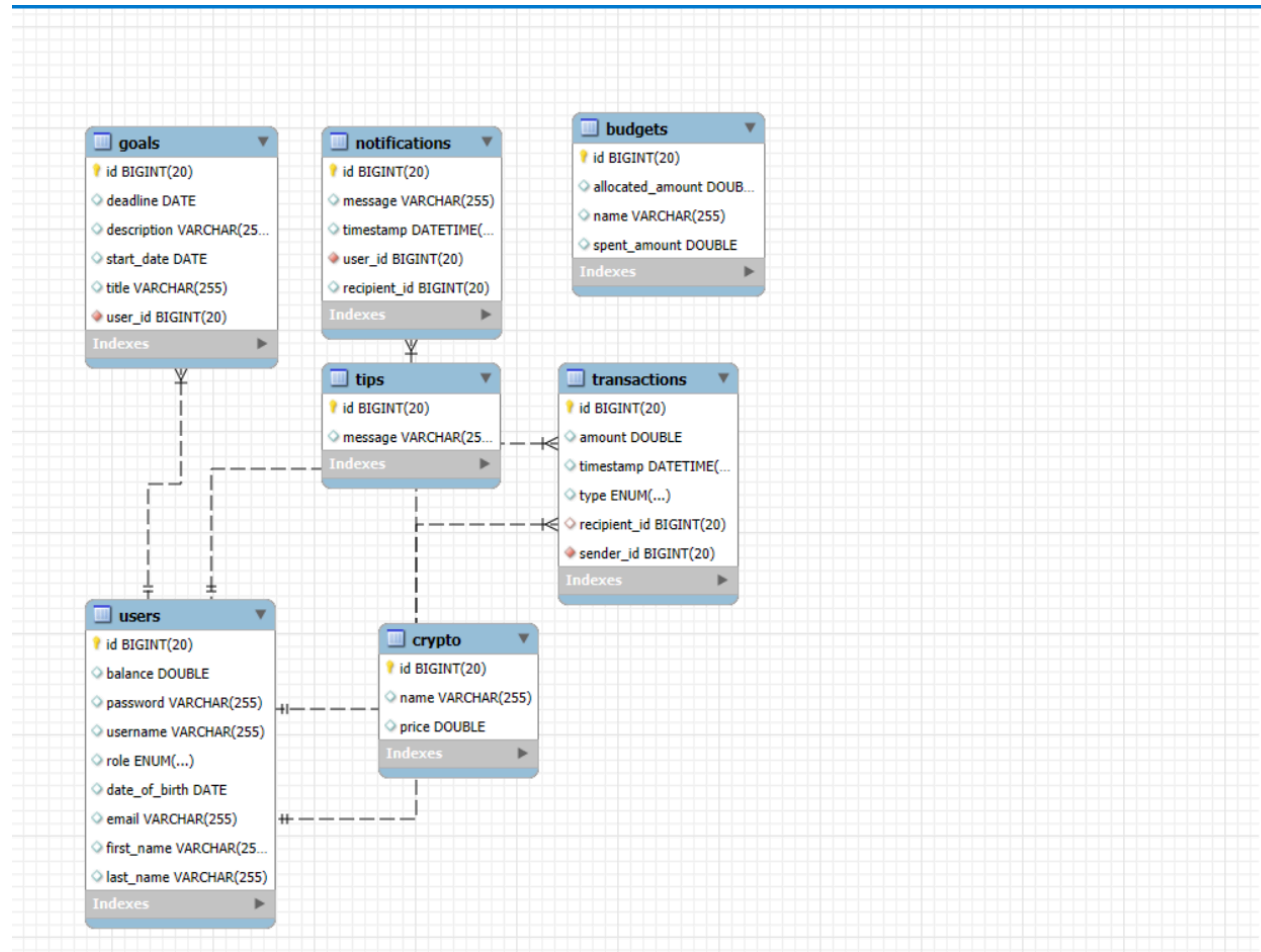 goals
id BIGINT(20)
deadline DATE
description VARCHAR(25...
start_date DATE
title VARCHAR(255)
user_id BIGINT(20)
Indexes
notifications
id BIGINT(20)
message VARCHAR(255)
timestamp DATETIME(...
user_id BIGINT(20)
recipient_id BIGINT(20)
Indexes
budgets
id BIGINT(20)
allocated_amount DOUB...
name VARCHAR(255)
spent_amount DOUBLE
Indexes
tips
id BIGINT(20)
message VARCHAR(25...
Indexes
transactions
id BIGINT(20)
amount DOUBLE
timestamp DATETIME(...
type ENUM(...)
recipient_id BIGINT(20)
sender_id BIGINT(20)
Indexes
users
id BIGINT(20)
balance DOUBLE
password VARCHAR(255)
username VARCHAR(255)
role ENUM(...)
date_of_birth DATE
email VARCHAR(255)
first_name VARCHAR(25...
last_name VARCHAR(255)
Indexes
crypto
id BIGINT(20)
name VARCHAR(255)
price DOUBLE
Indexes